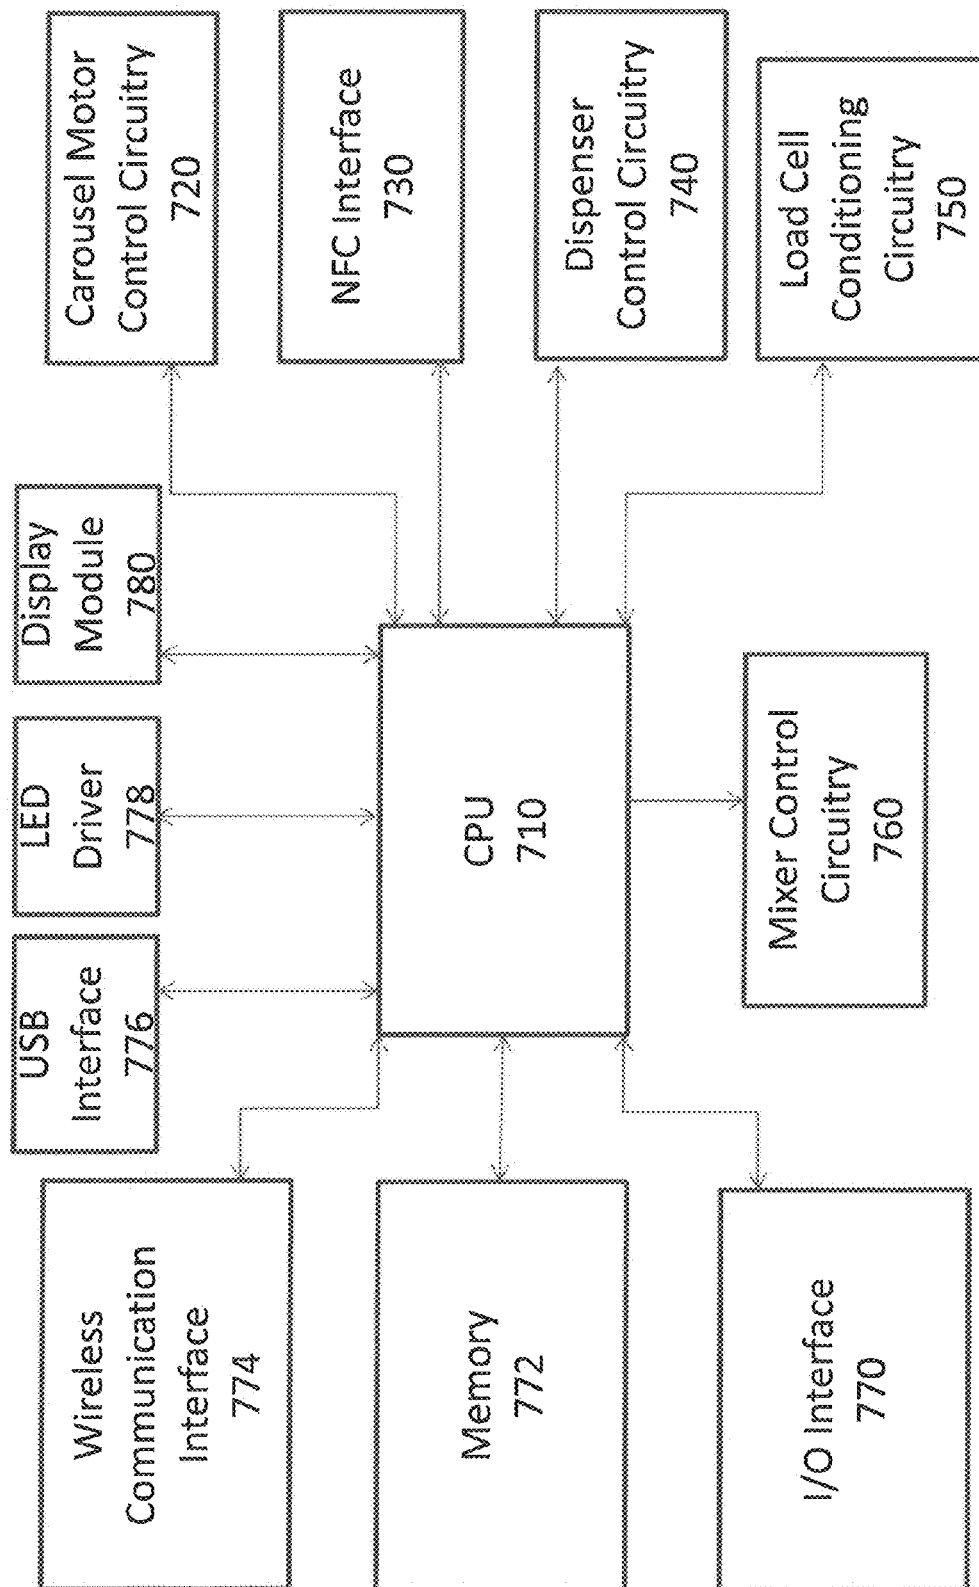 Wireless
Communication
Interface
774
USB
Interface
776
LED
Driver
778
Display
Module
780
Carousel Motor
Control Circuitry
720
Memory
772
CPU
710
NFC Interface
730
Dispenser
Control Circuitry
740
I/O Interface
770
Mixer Control
Circuitry
760
Load Cell
Conditioning
Circuitry
750